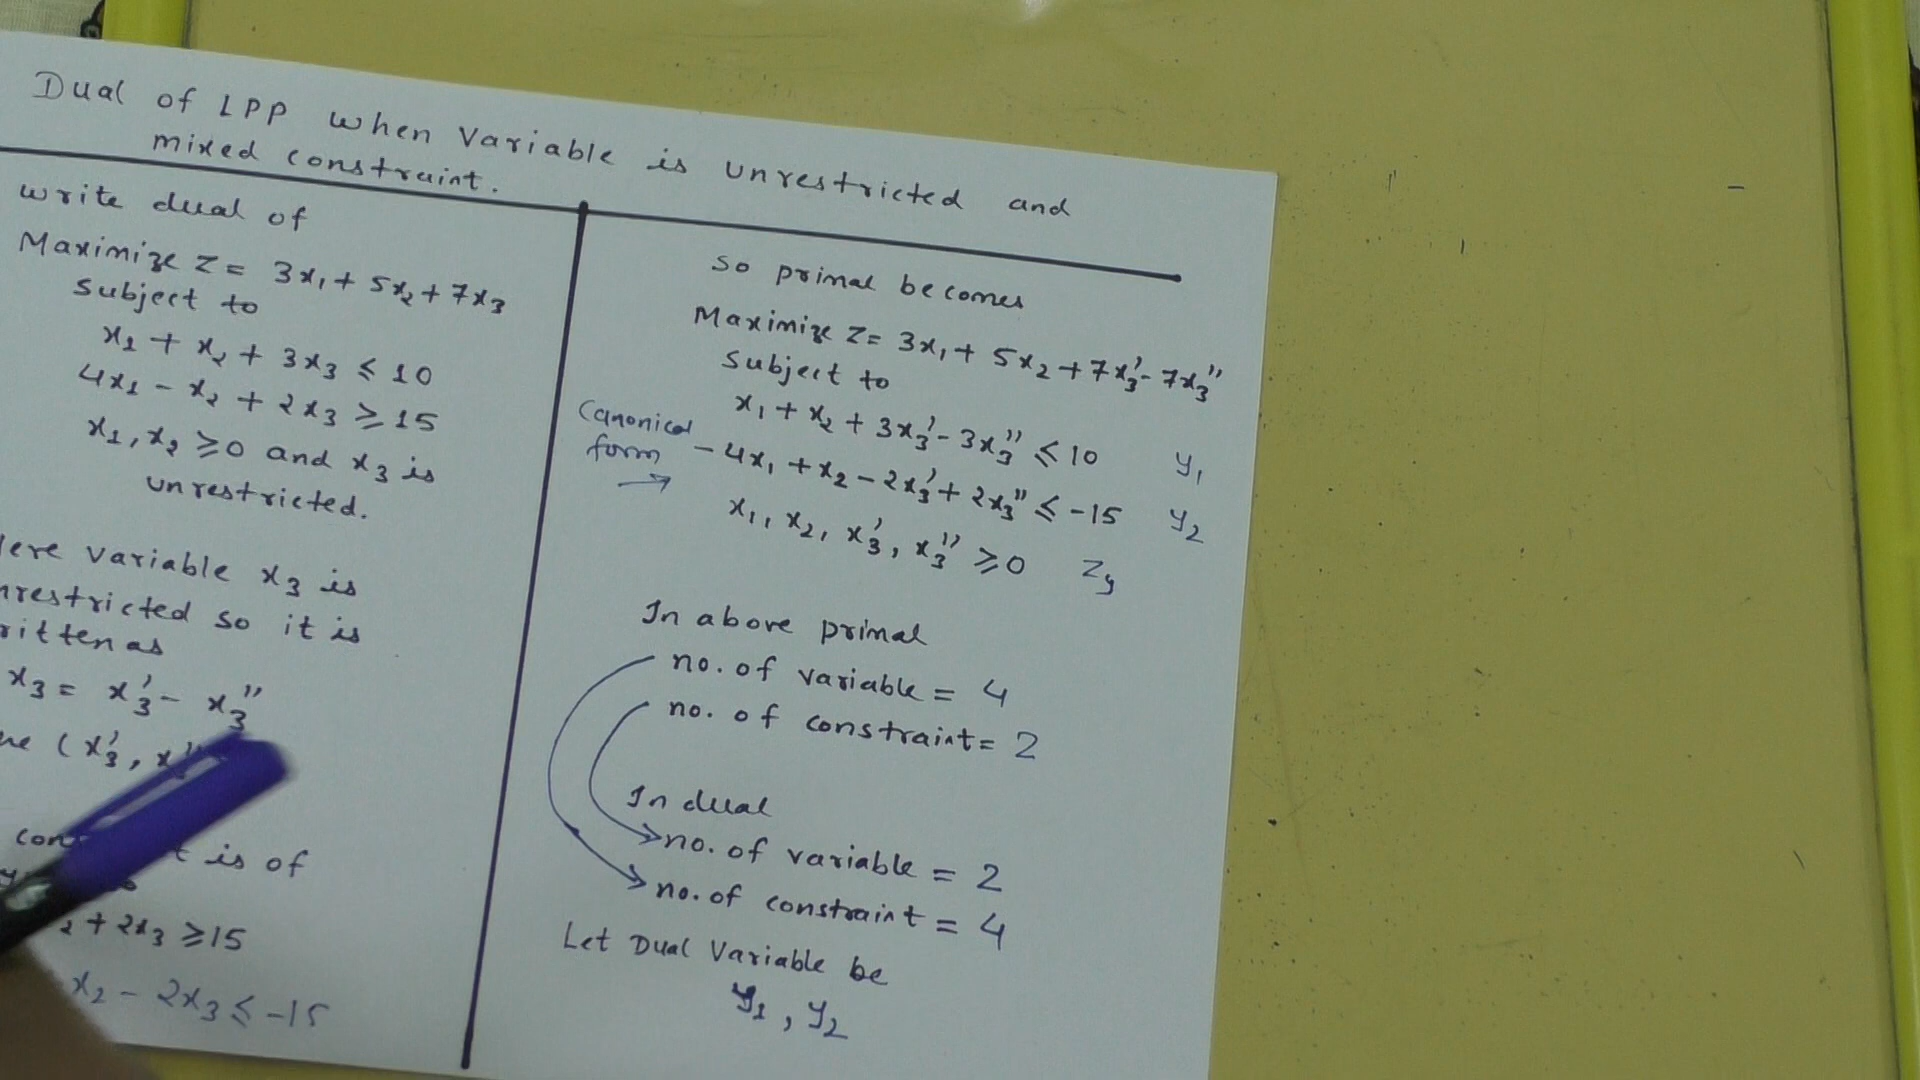 Dual of LPP when Variable is unrestricted and
mixed constraint.
write dual of
Maximize Z = 3x₁ + 5x₂ + 7x₃
Subject to
x₁ + x₂ + 3x₃ ≤ 10
4x₁ - x₂ + 2x₃ ≥ 15
x₁, x₂ ≥ 0 and x₃ is
unrestricted.
variable x₃ is
so it is
as
x₃ = x₃' - x₃''
(x₃',
is of
+ 2x₃ ≥ 15
x₂ - 2x₃ ≤ -15
so primal becomes
Maximize Z = 3x₁ + 5x₂ + 7x₃' - 7x₃''
Subject to
x₁ + x₂ + 3x₃' - 3x₃'' ≤ 10 y₁
Canonical
form
→
-4x₁ + x₂ - 2x₃' + 2x₃'' ≤ -15 y₂
x₁, x₂, x₃', x₃'' ≥ 0 Zy
In above primal
no. of variable = 4
no. of constraint = 2
In dual
no. of variable = 2
no. of constraint = 4
Let Dual Variable be
y₁, y₂